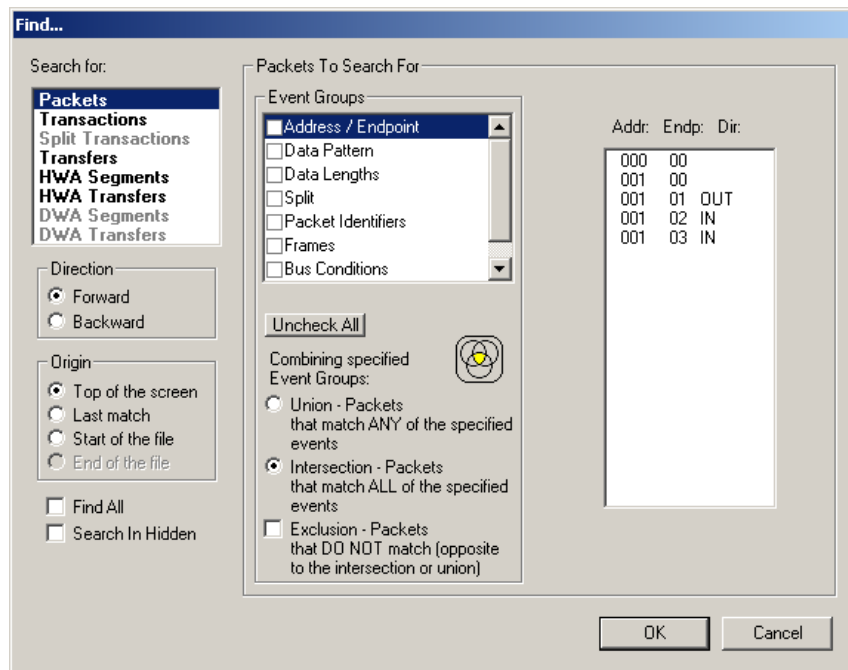 Find...
Search for:
Packets
Transactions
Split Transactions
Transfers
HWA Segments
HWA Transfers
DWA Segments
DWA Transfers
Direction
Forward
Backward
Origin
Top of the screen
Last match
Start of the file
End of the file
Find All
Search In Hidden
Packets To Search For
Event Groups
Address / Endpoint
Data Pattern
Data Lengths
Split
Packet Identifiers
Frames
Bus Conditions
Uncheck All
Combining specified
Event Groups:
Union - Packets
that match ANY of the specified
events
Intersection - Packets
that match ALL of the specified
events
Exclusion - Packets
that DO NOT match (opposite
to the intersection or union)
Addr: Endp: Dir:
000 00
001 00
001 01 OUT
001 02 IN
001 03 IN
OK
Cancel